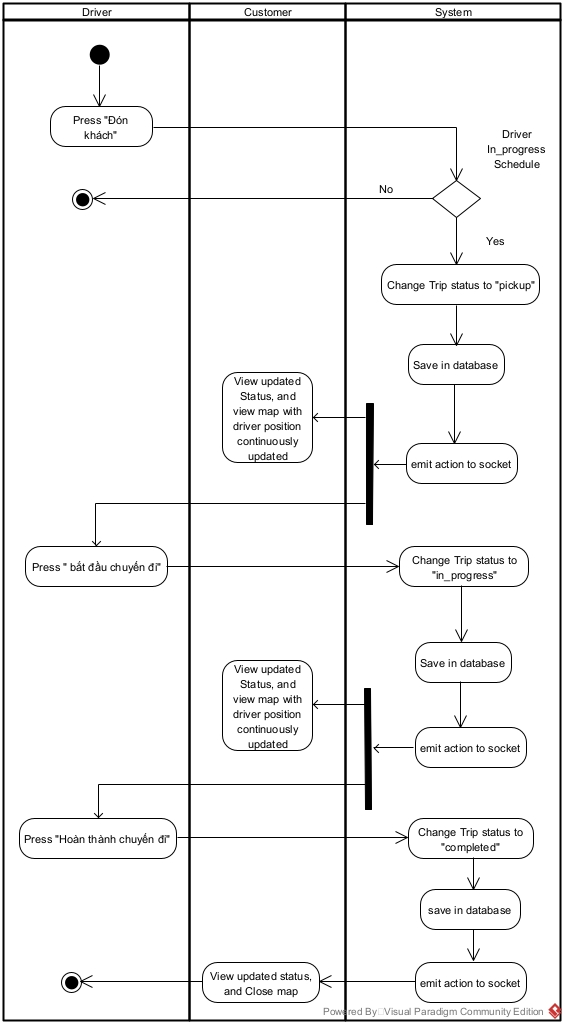 Driver
Customer
System
Press "Đón
khách"
Driver
In_progress
Schedule
No
Yes
Change Trip status to "pickup"
Save in database
View updated
Status, and
view map with
driver position
continuously
updated
emit action to socket
Press " bắt đầu chuyến đi"
Change Trip status to
"in_progress"
Save in database
View updated
Status, and
view map with
driver position
continuously
updated
emit action to socket
Press "Hoàn thành chuyến đi"
Change Trip status to
"completed"
save in database
View updated status,
and Close map
emit action to socket
Powered By Visual Paradigm Community Edition